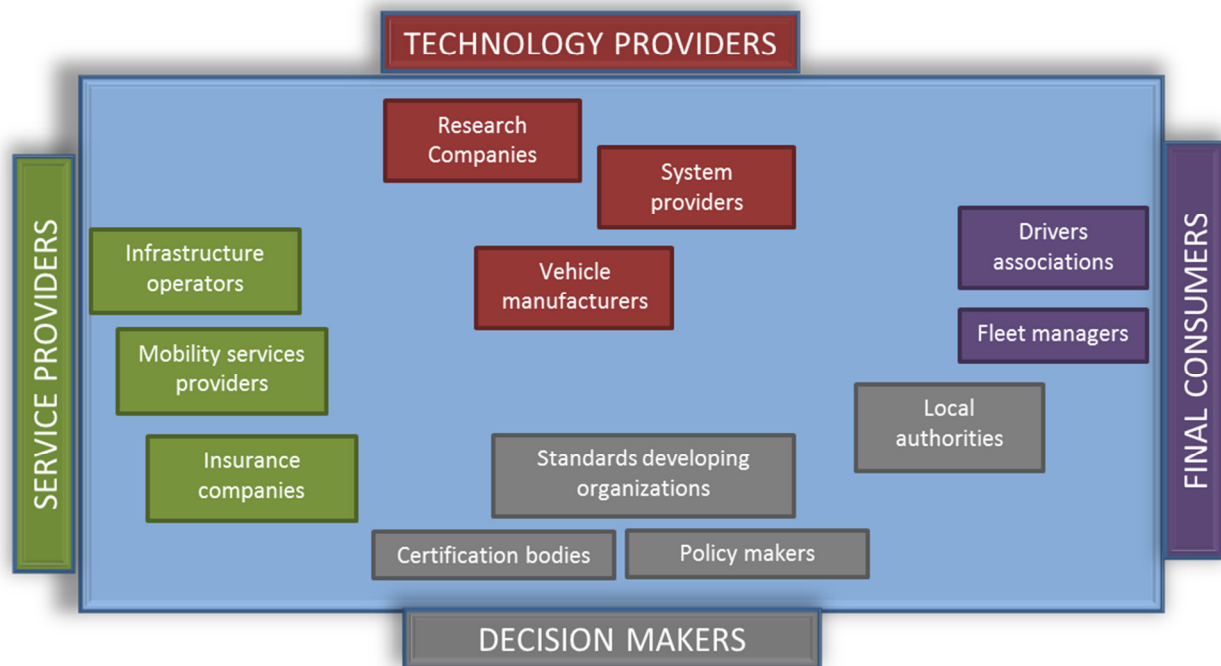 TECHNOLOGY PROVIDERS
Research
Companies
System
providers
Vehicle
manufacturers
SERVICE PROVIDERS
Infrastructure
operators
Mobility services
providers
Insurance
companies
Drivers
associations
Fleet managers
FINAL CONSUMERS
Local
authorities
Standards developing
organizations
Certification bodies
Policy makers
DECISION MAKERS